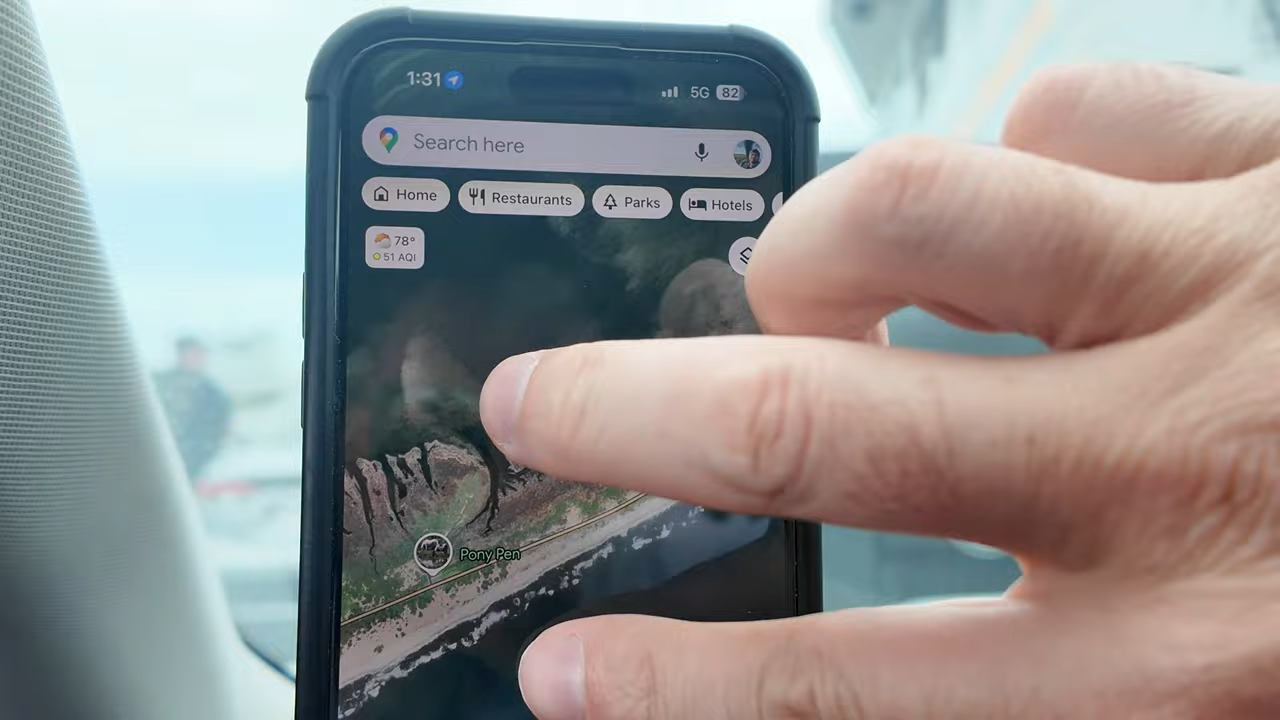 1:31 5G 82
Search here
Home Restaurants Parks Hotels
78°
51 AQI
Pony Pen